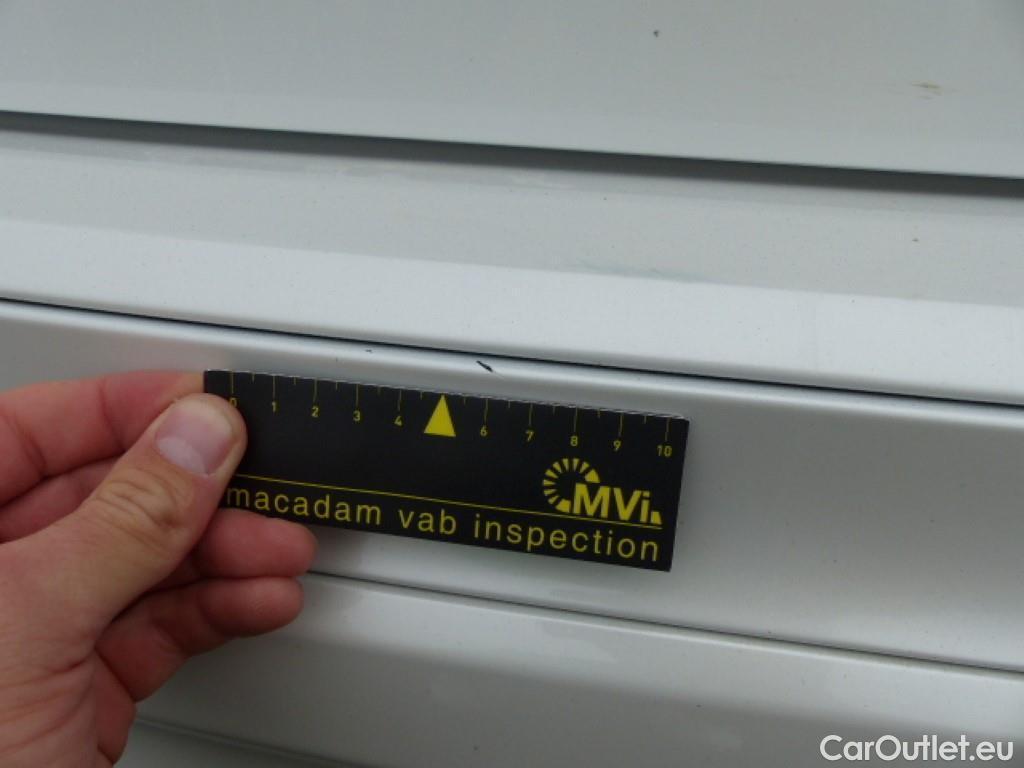 0 1 2 3 4 6 7 8 9 10
MVi.
macadam vab inspection
CarOutlet.eu